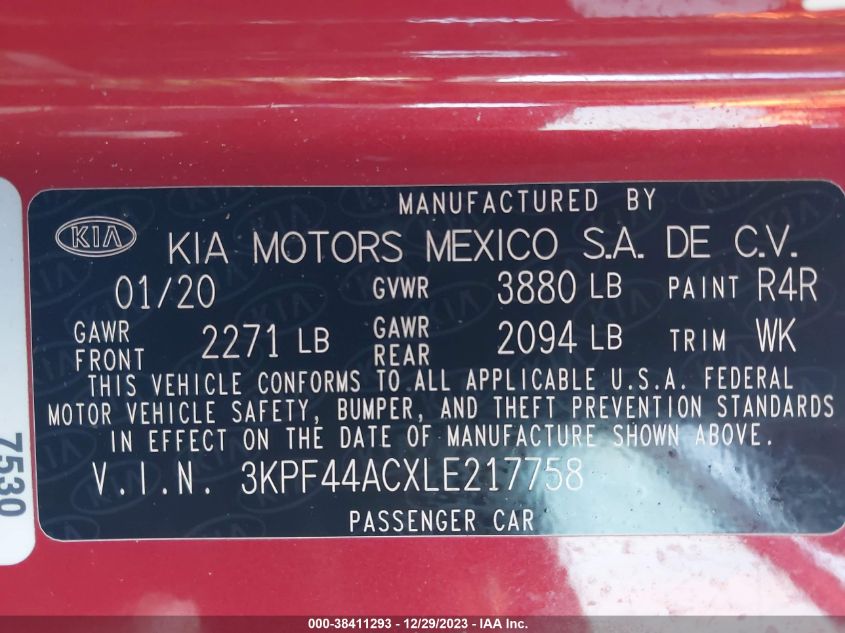 MANUFACTURED BY
KIA KIA MOTORS MEXICO S.A. DE C.V.
01/20 GVWR 3880 LB PAINT R4R
GAWR FRONT 2271 LB GAWR REAR 2094 LB TRIM WK
THIS VEHICLE CONFORMS TO ALL APPLICABLE U.S.A. FEDERAL
MOTOR VEHICLE SAFETY, BUMPER, AND THEFT PREVENTION STANDARDS
IN EFFECT ON THE DATE OF MANUFACTURE SHOWN ABOVE.
V.I.N. 3KPF44ACXLE217758
PASSENGER CAR
7530
000-38411293 - 12/29/2023 - IAA Inc.